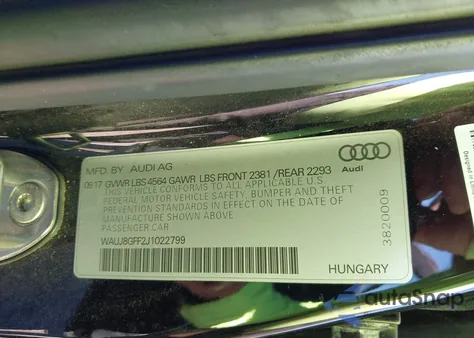 MFD. BY AUDI AG
09.17 GVWR LBS 4564 GAWR LBS FRONT 2381 / REAR 2293
THIS VEHICLE CONFORMS TO ALL APPLICABLE U.S.
FEDERAL MOTOR VEHICLE SAFETY, BUMPER AND THEFT
PREVENTION STANDARDS IN EFFECT ON THE DATE OF
MANUFACTURE SHOWN ABOVE
PASSENGER CAR
WAUJ8GFF2J1022799
HUNGARY
Audi
3820009
autoSnap